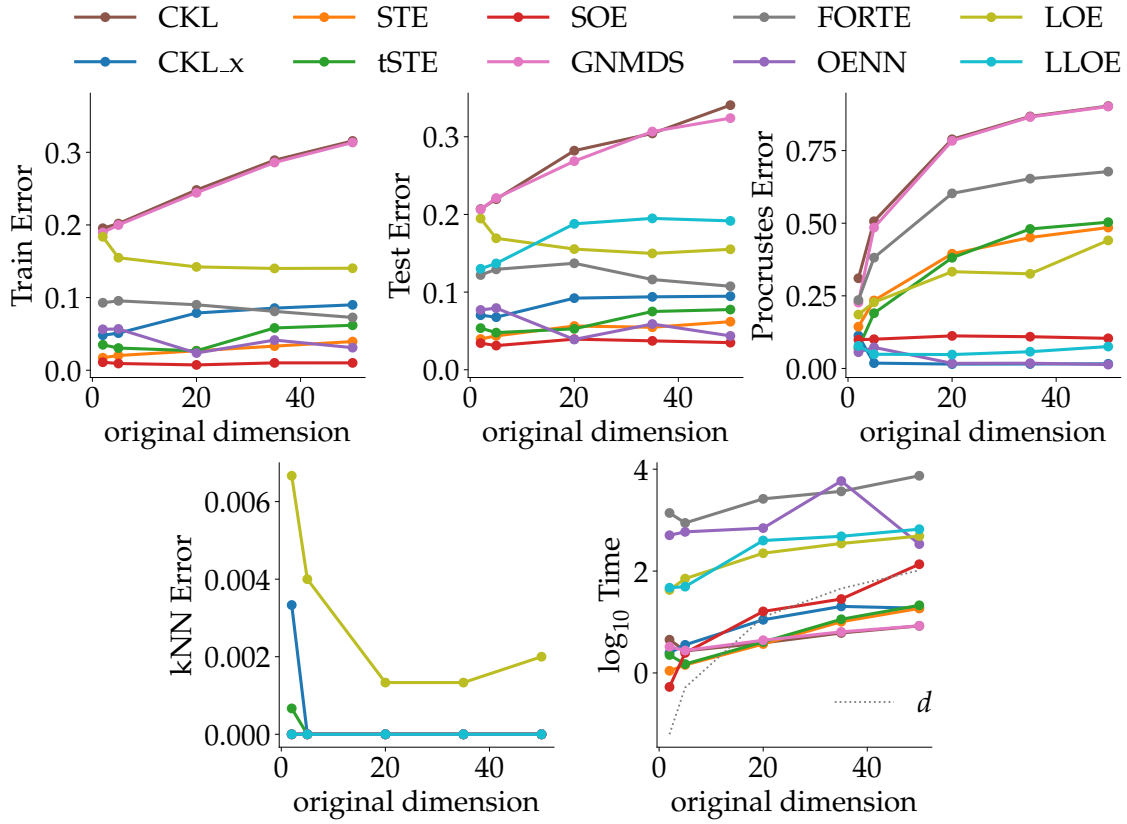 CKL STE SOE FORTE LOE
CKL_x tSTE GNMDS OENN LLOE
Train Error
0.3
0.2
0.1
0.0
0 20 40
original dimension
Test Error
0.3
0.2
0.1
0.0
0 20 40
original dimension
Procrustes Error
0.75
0.50
0.25
0.00
0 20 40
original dimension
kNN Error
0.006
0.004
0.002
0.000
0 20 40
original dimension
log₁₀ Time
4
2
0
d
0 20 40
original dimension